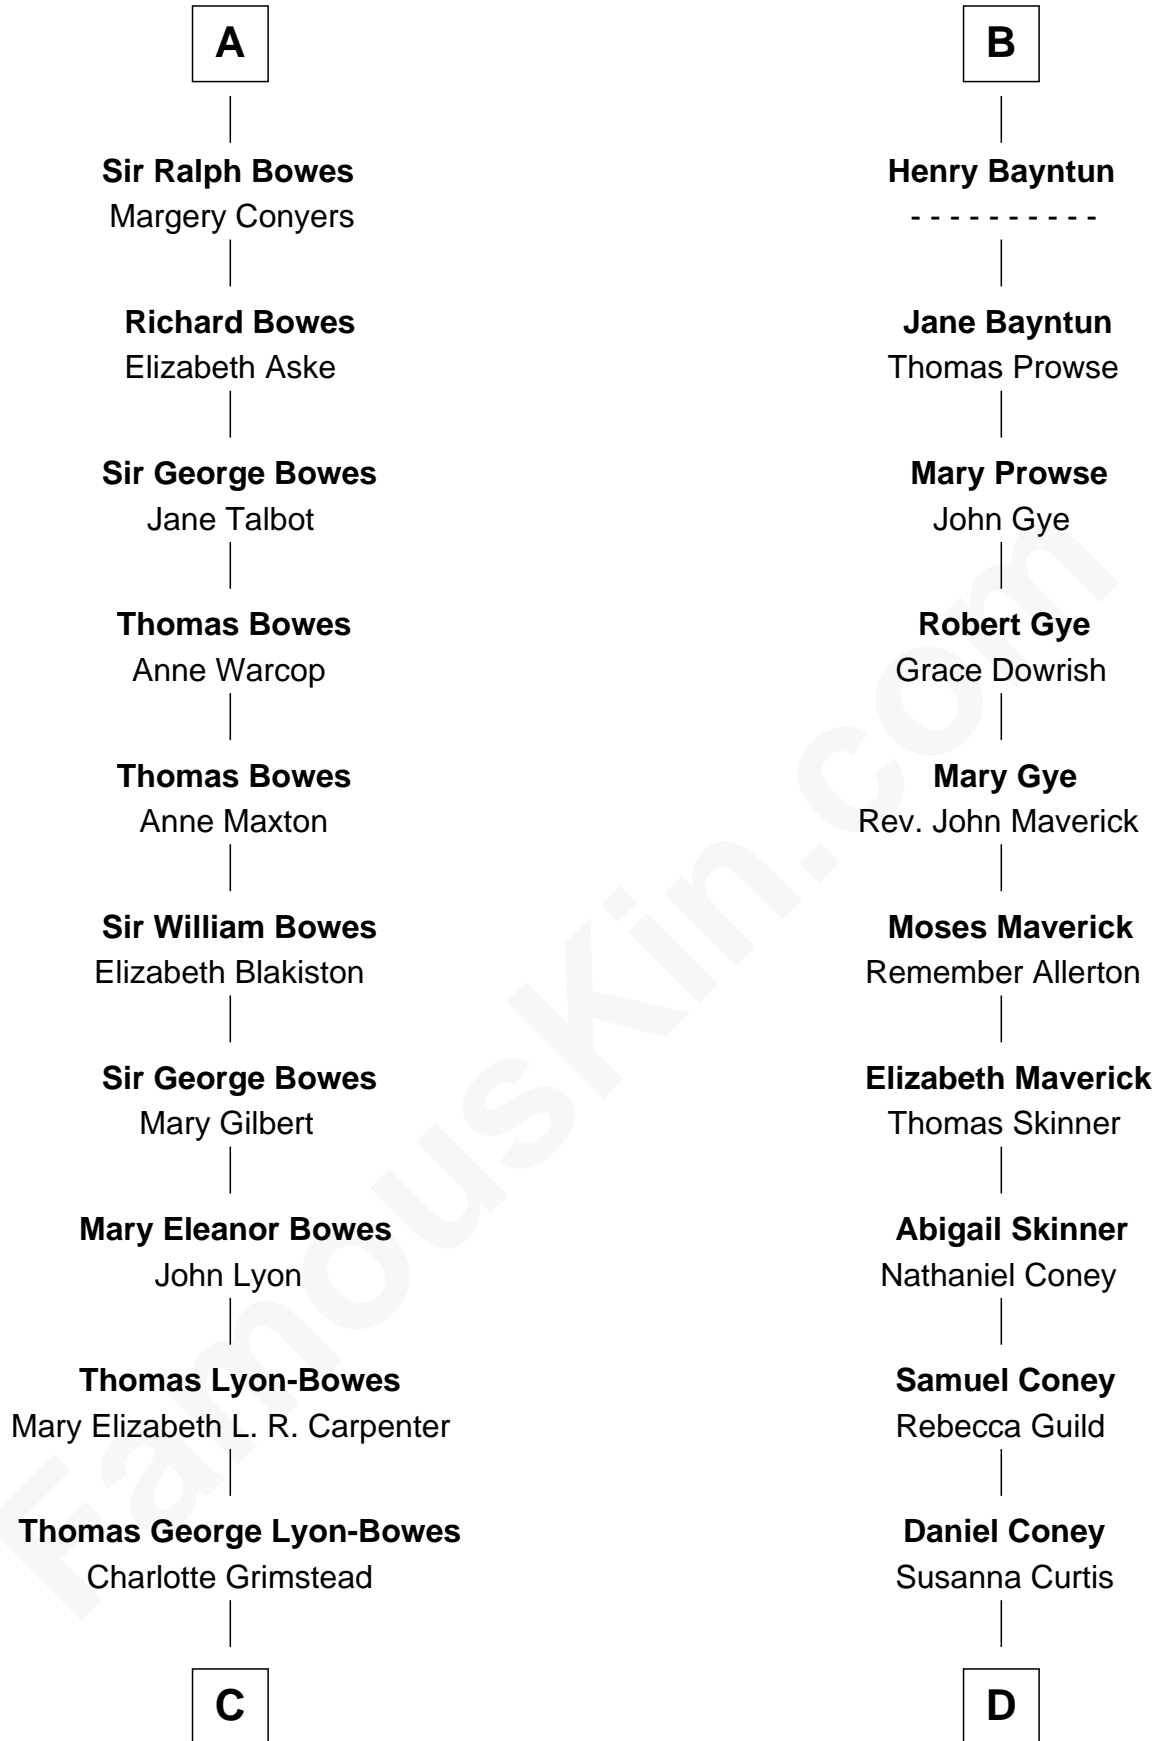 A
Sir Ralph Bowes
Margery Conyers
Richard Bowes
Elizabeth Aske
Sir George Bowes
Jane Talbot
Thomas Bowes
Anne Warcop
Thomas Bowes
Anne Maxton
Sir William Bowes
Elizabeth Blakiston
Sir George Bowes
Mary Gilbert
Mary Eleanor Bowes
John Lyon
Thomas Lyon-Bowes
Mary Elizabeth L. R. Carpenter
Thomas George Lyon-Bowes
Charlotte Grimstead
C
B
Henry Bayntun
- - - - - - - - - -
Jane Bayntun
Thomas Prowse
Mary Prowse
John Gye
Robert Gye
Grace Dowrish
Mary Gye
Rev. John Maverick
Moses Maverick
Remember Allerton
Elizabeth Maverick
Thomas Skinner
Abigail Skinner
Nathaniel Coney
Samuel Coney
Rebecca Guild
Daniel Coney
Susanna Curtis
D
FamousKin.com